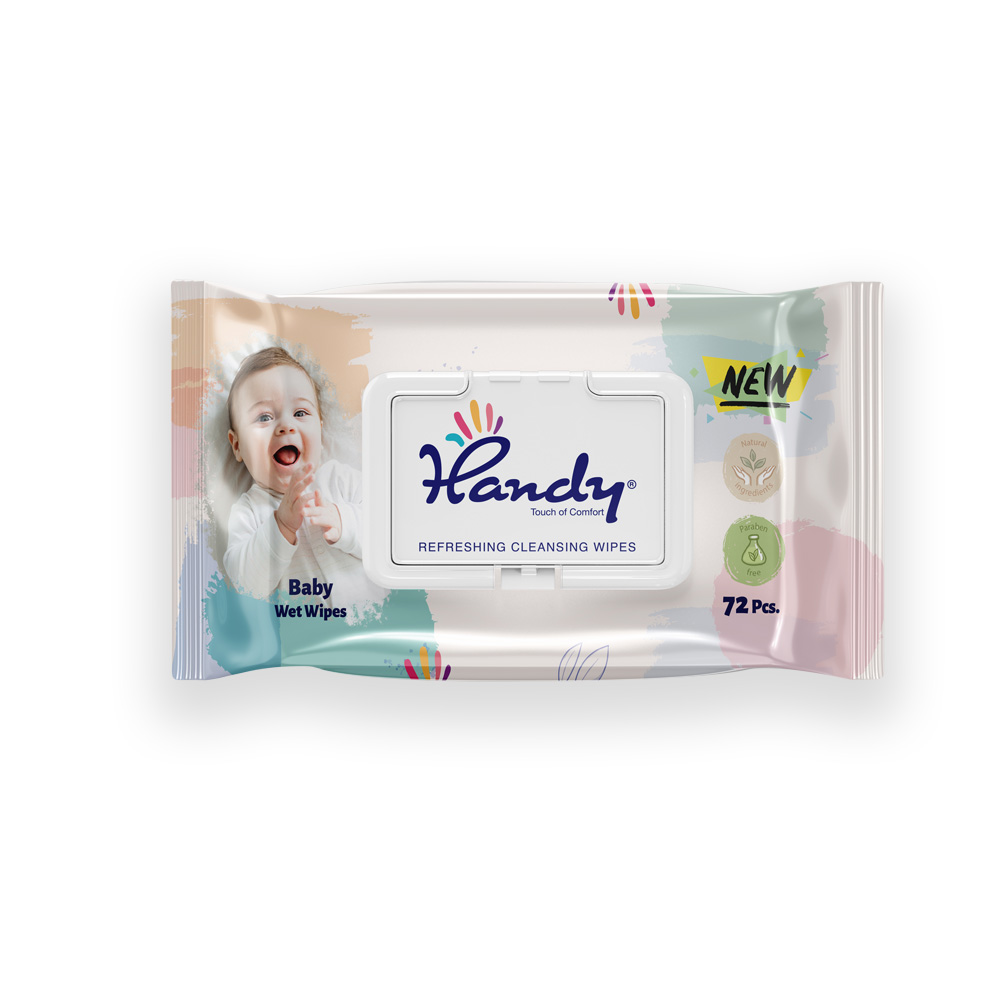 NEW
Natural
ingredients
Handy®
Touch of Comfort
REFRESHING CLEANSING WIPES
Paraben
free
Baby
Wet Wipes
72 Pcs.